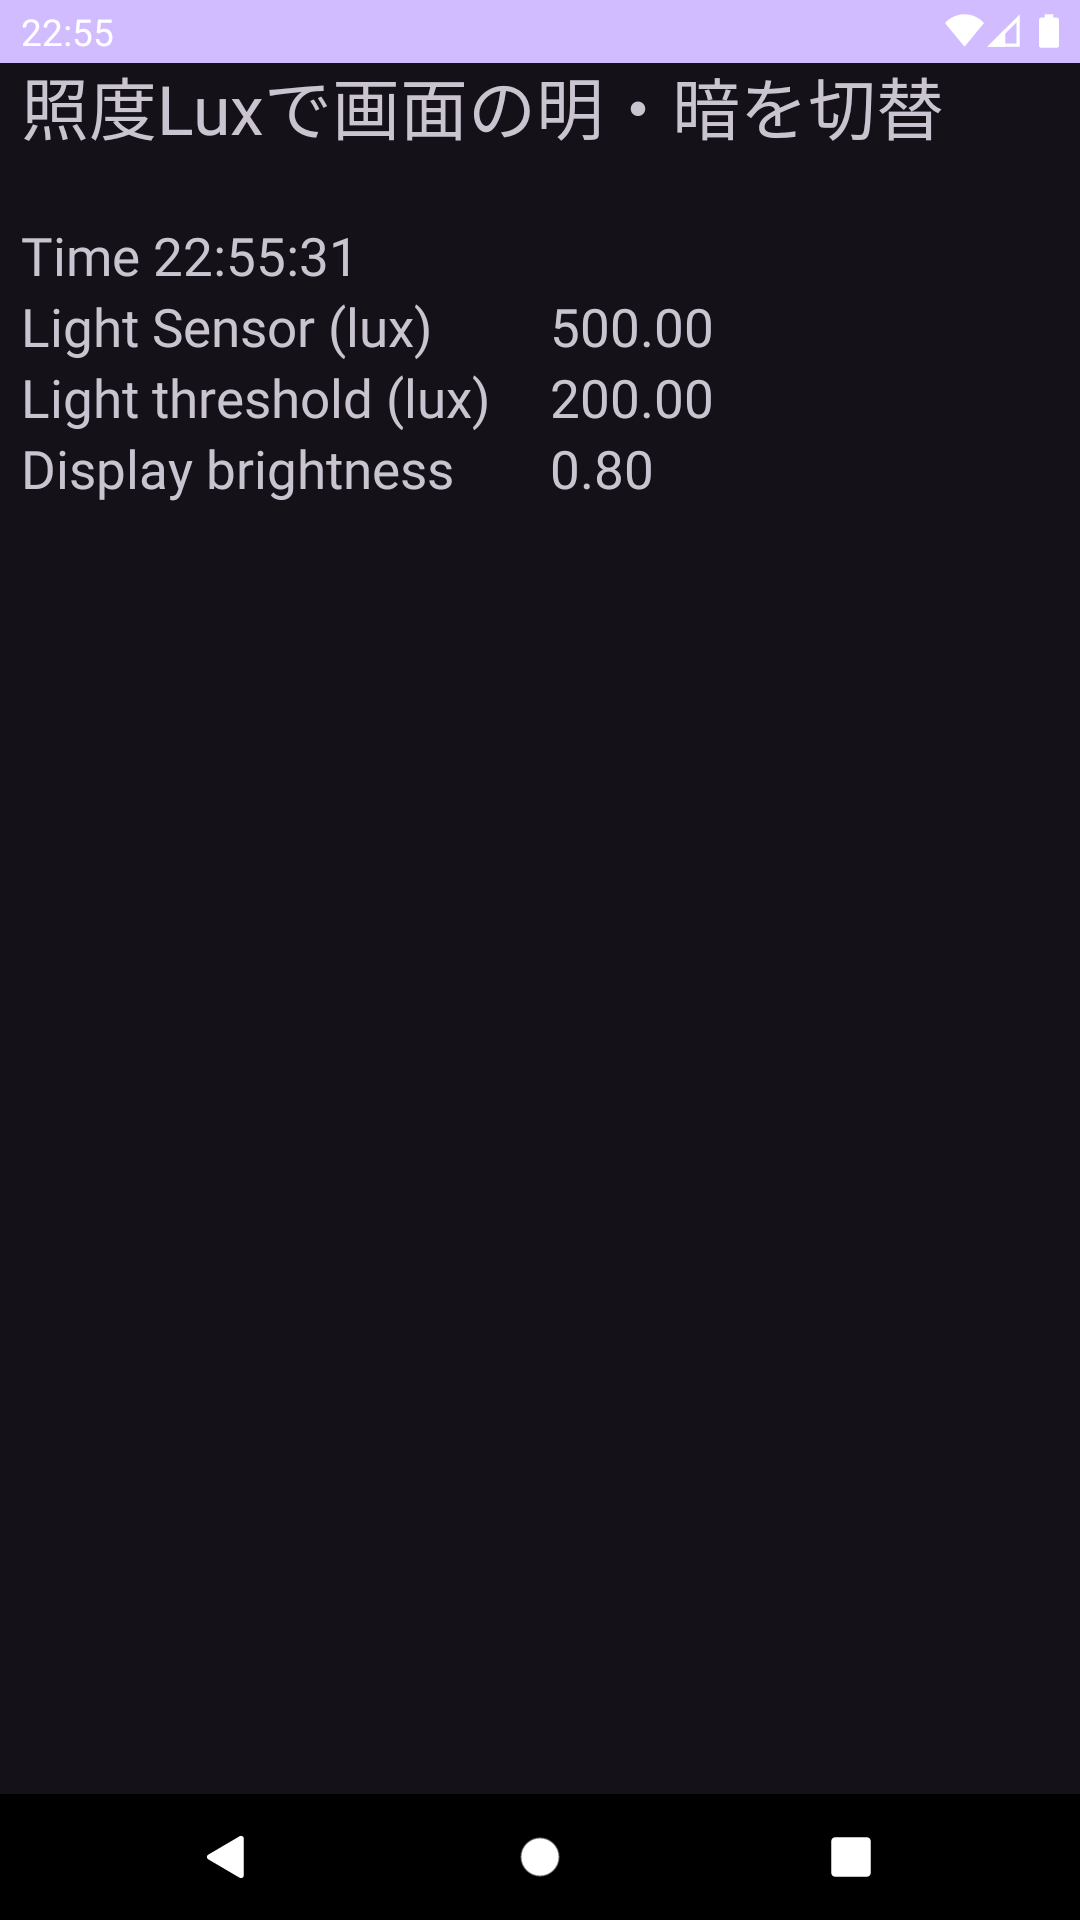 22:55
照度Luxで画面の明・暗を切替
Time 22:55:31
Light Sensor (lux) 500.00
Light threshold (lux) 200.00
Display brightness 0.80